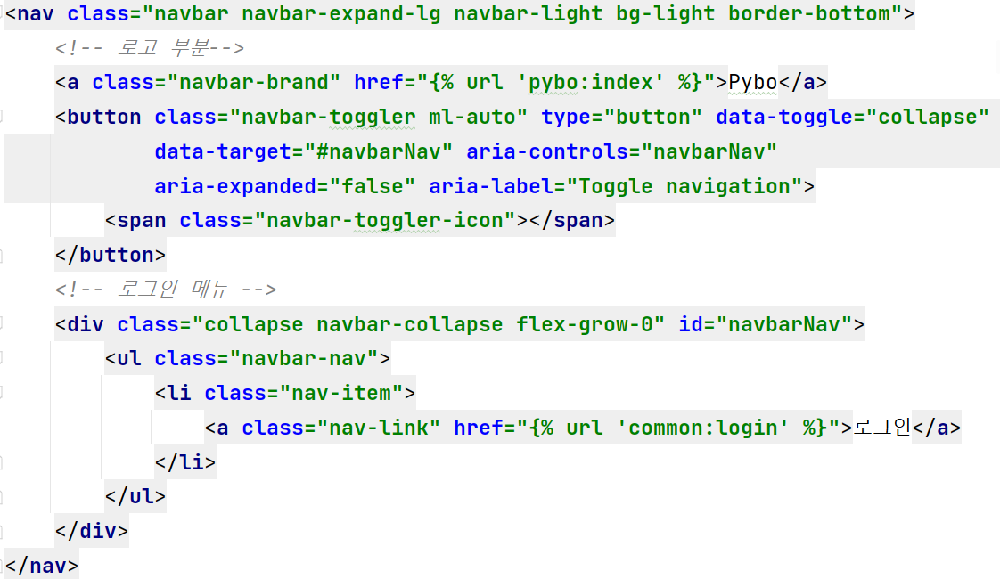 <nav class="navbar navbar-expand-lg navbar-light bg-light border-bottom">
<!-- 로고 부분-->
<a class="navbar-brand" href="{% url 'pybo:index' %}">Pybo</a>
<button class="navbar-toggler ml-auto" type="button" data-toggle="collapse"
data-target="#navbarNav" aria-controls="navbarNav"
aria-expanded="false" aria-label="Toggle navigation">
<span class="navbar-toggler-icon"></span>
</button>
<!-- 로그인 메뉴 -->
<div class="collapse navbar-collapse flex-grow-0" id="navbarNav">
<ul class="navbar-nav">
<li class="nav-item">
<a class="nav-link" href="{% url 'common:login' %}">로그인</a>
</li>
</ul>
</div>
</nav>